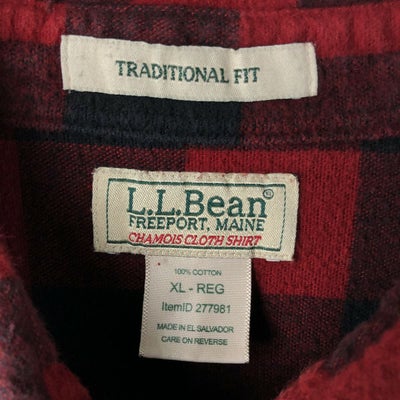 TRADITIONAL FIT
L.L.Bean®
FREEPORT, MAINE
CHAMOIS CLOTH SHIRT
100% COTTON
XL - REG
ItemID 277981
MADE IN EL SALVADOR
CARE ON REVERSE